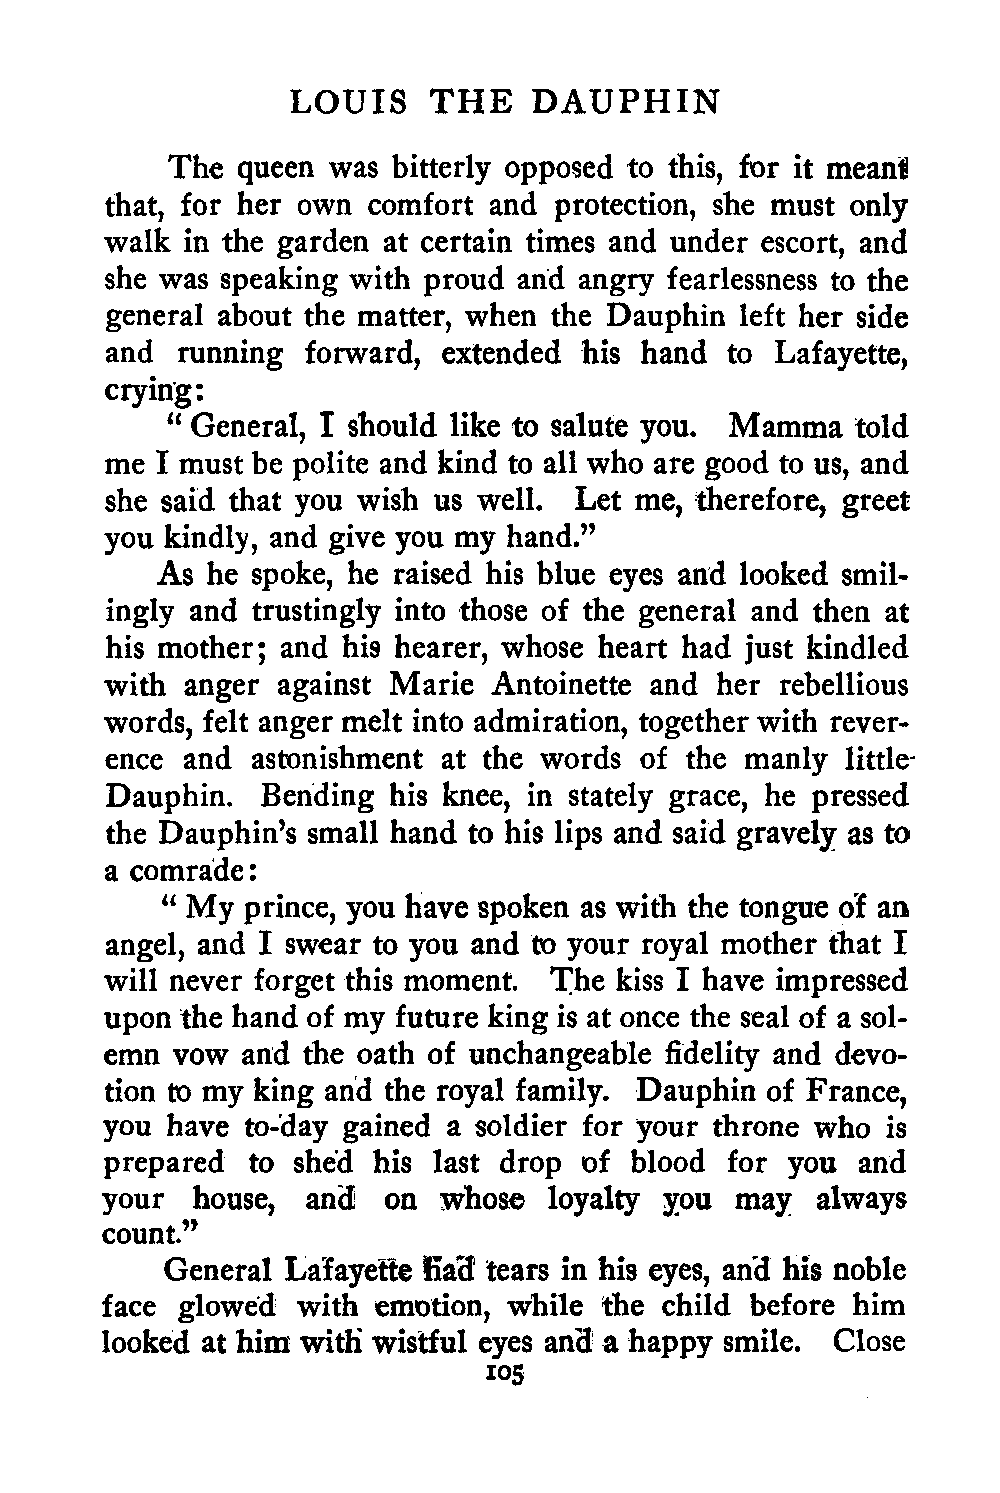 LOUIS THE DAUPHIN
The queen was bitterly opposed to this, for it meant
that, for her own comfort and protection, she must only
walk in the garden at certain times and under escort, and
she was speaking with proud and angry fearlessness to the
general about the matter, when the Dauphin left her side
and running forward, extended his hand to Lafayette,
crying:
“ General, I should like to salute you. Mamma told
me I must be polite and kind to all who are good to us, and
she said that you wish us well. Let me, therefore, greet
you kindly, and give you my hand.”
As he spoke, he raised his blue eyes and looked smil-
ingly and trustingly into those of the general and then at
his mother; and his hearer, whose heart had just kindled
with anger against Marie Antoinette and her rebellious
words, felt anger melt into admiration, together with rever-
ence and astonishment at the words of the manly little
Dauphin. Bending his knee, in stately grace, he pressed
the Dauphin’s small hand to his lips and said gravely as to
a comrade:
“ My prince, you have spoken as with the tongue of an
angel, and I swear to you and to your royal mother that I
will never forget this moment. The kiss I have impressed
upon the hand of my future king is at once the seal of a sol-
emn vow and the oath of unchangeable fidelity and devo-
tion to my king and the royal family. Dauphin of France,
you have to-day gained a soldier for your throne who is
prepared to shed his last drop of blood for you and
your house, and on whose loyalty you may always
count.”
General Lafayette had tears in his eyes, and his noble
face glowed with emotion, while the child before him
looked at him with wistful eyes and a happy smile. Close
105